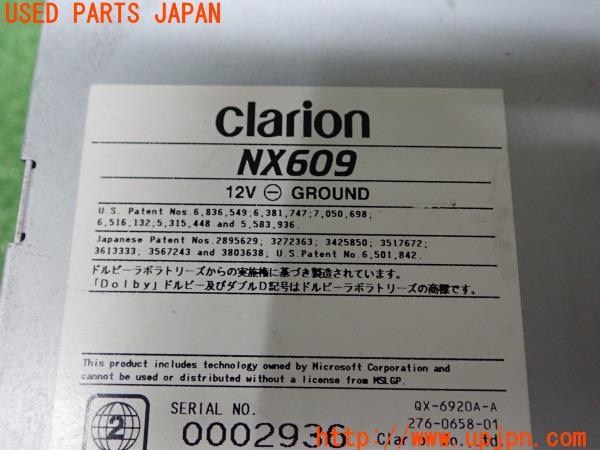 USED PARTS JAPAN
clarion
NX609
12V ⊖ GROUND
U.S. Patent Nos.6,836,549;6,381,747;7,050,698;
6,516,132;5,315,448 and 5,583,936.
Japanese Patent Nos.2895629; 3272363; 3425850; 3517672;
3613333; 3567243 and 3803638; U.S.Patent No.6,501,842.
ドルビーラボラトリーズからの実施権に基づき製造されています。
「Dolby」ドルビー及びダブルD記号はドルビーラボラトリーズの商標です。
This product includes technology owned by Microsoft Corporation and
cannot be used or distributed without a license from MSLGP.
2
SERIAL NO.
0002936
QX-6920A-A
276-0658-01
Clarion Co.,Ltd.
http://www.upjpn.com